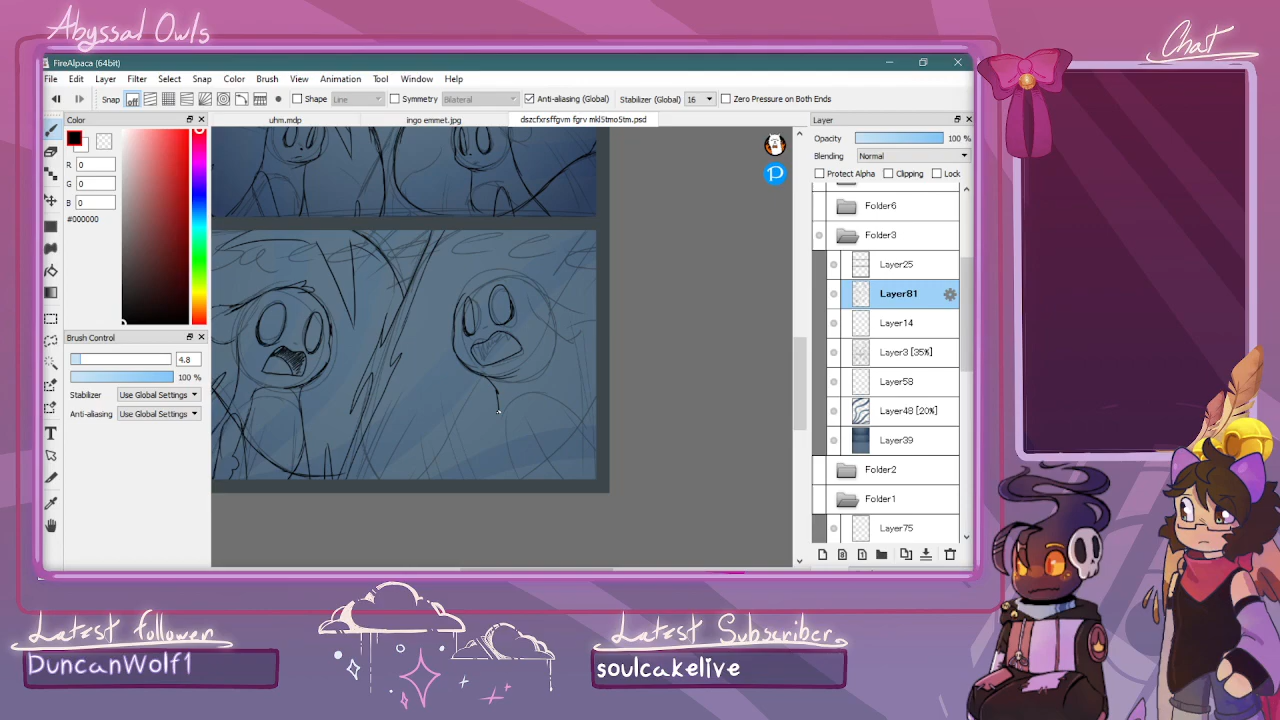 Abyssal Owls
Chat
FireAlpaca (64bit)
File Edit Layer Filter Select Snap Color Brush View Animation Tool Window Help
Snap off Shape Line Symmetry Bilateral Anti-aliasing (Global) Stabilizer (Global) 16 Zero Pressure on Both Ends
Color
uhm.mdp
ingo emmet.jpg
dszcfxrsffgvm fgrv mkl5tmo5tm.psd
Layer
R 0
G 0
B 0
#000000
Opacity 100 %
Blending Normal
Protect Alpha Clipping Lock
Folder6
Folder3
Layer25
Layer81
Layer14
Layer3 [35%]
Layer58
Layer48 [20%]
Layer39
Folder2
Folder1
Layer75
Brush Control
4.8
100 %
Stabilizer Use Global Settings
Anti-aliasing Use Global Settings
T
P
Latest follower
DuncanWolf1
Latest Subscriber
soulcakelive